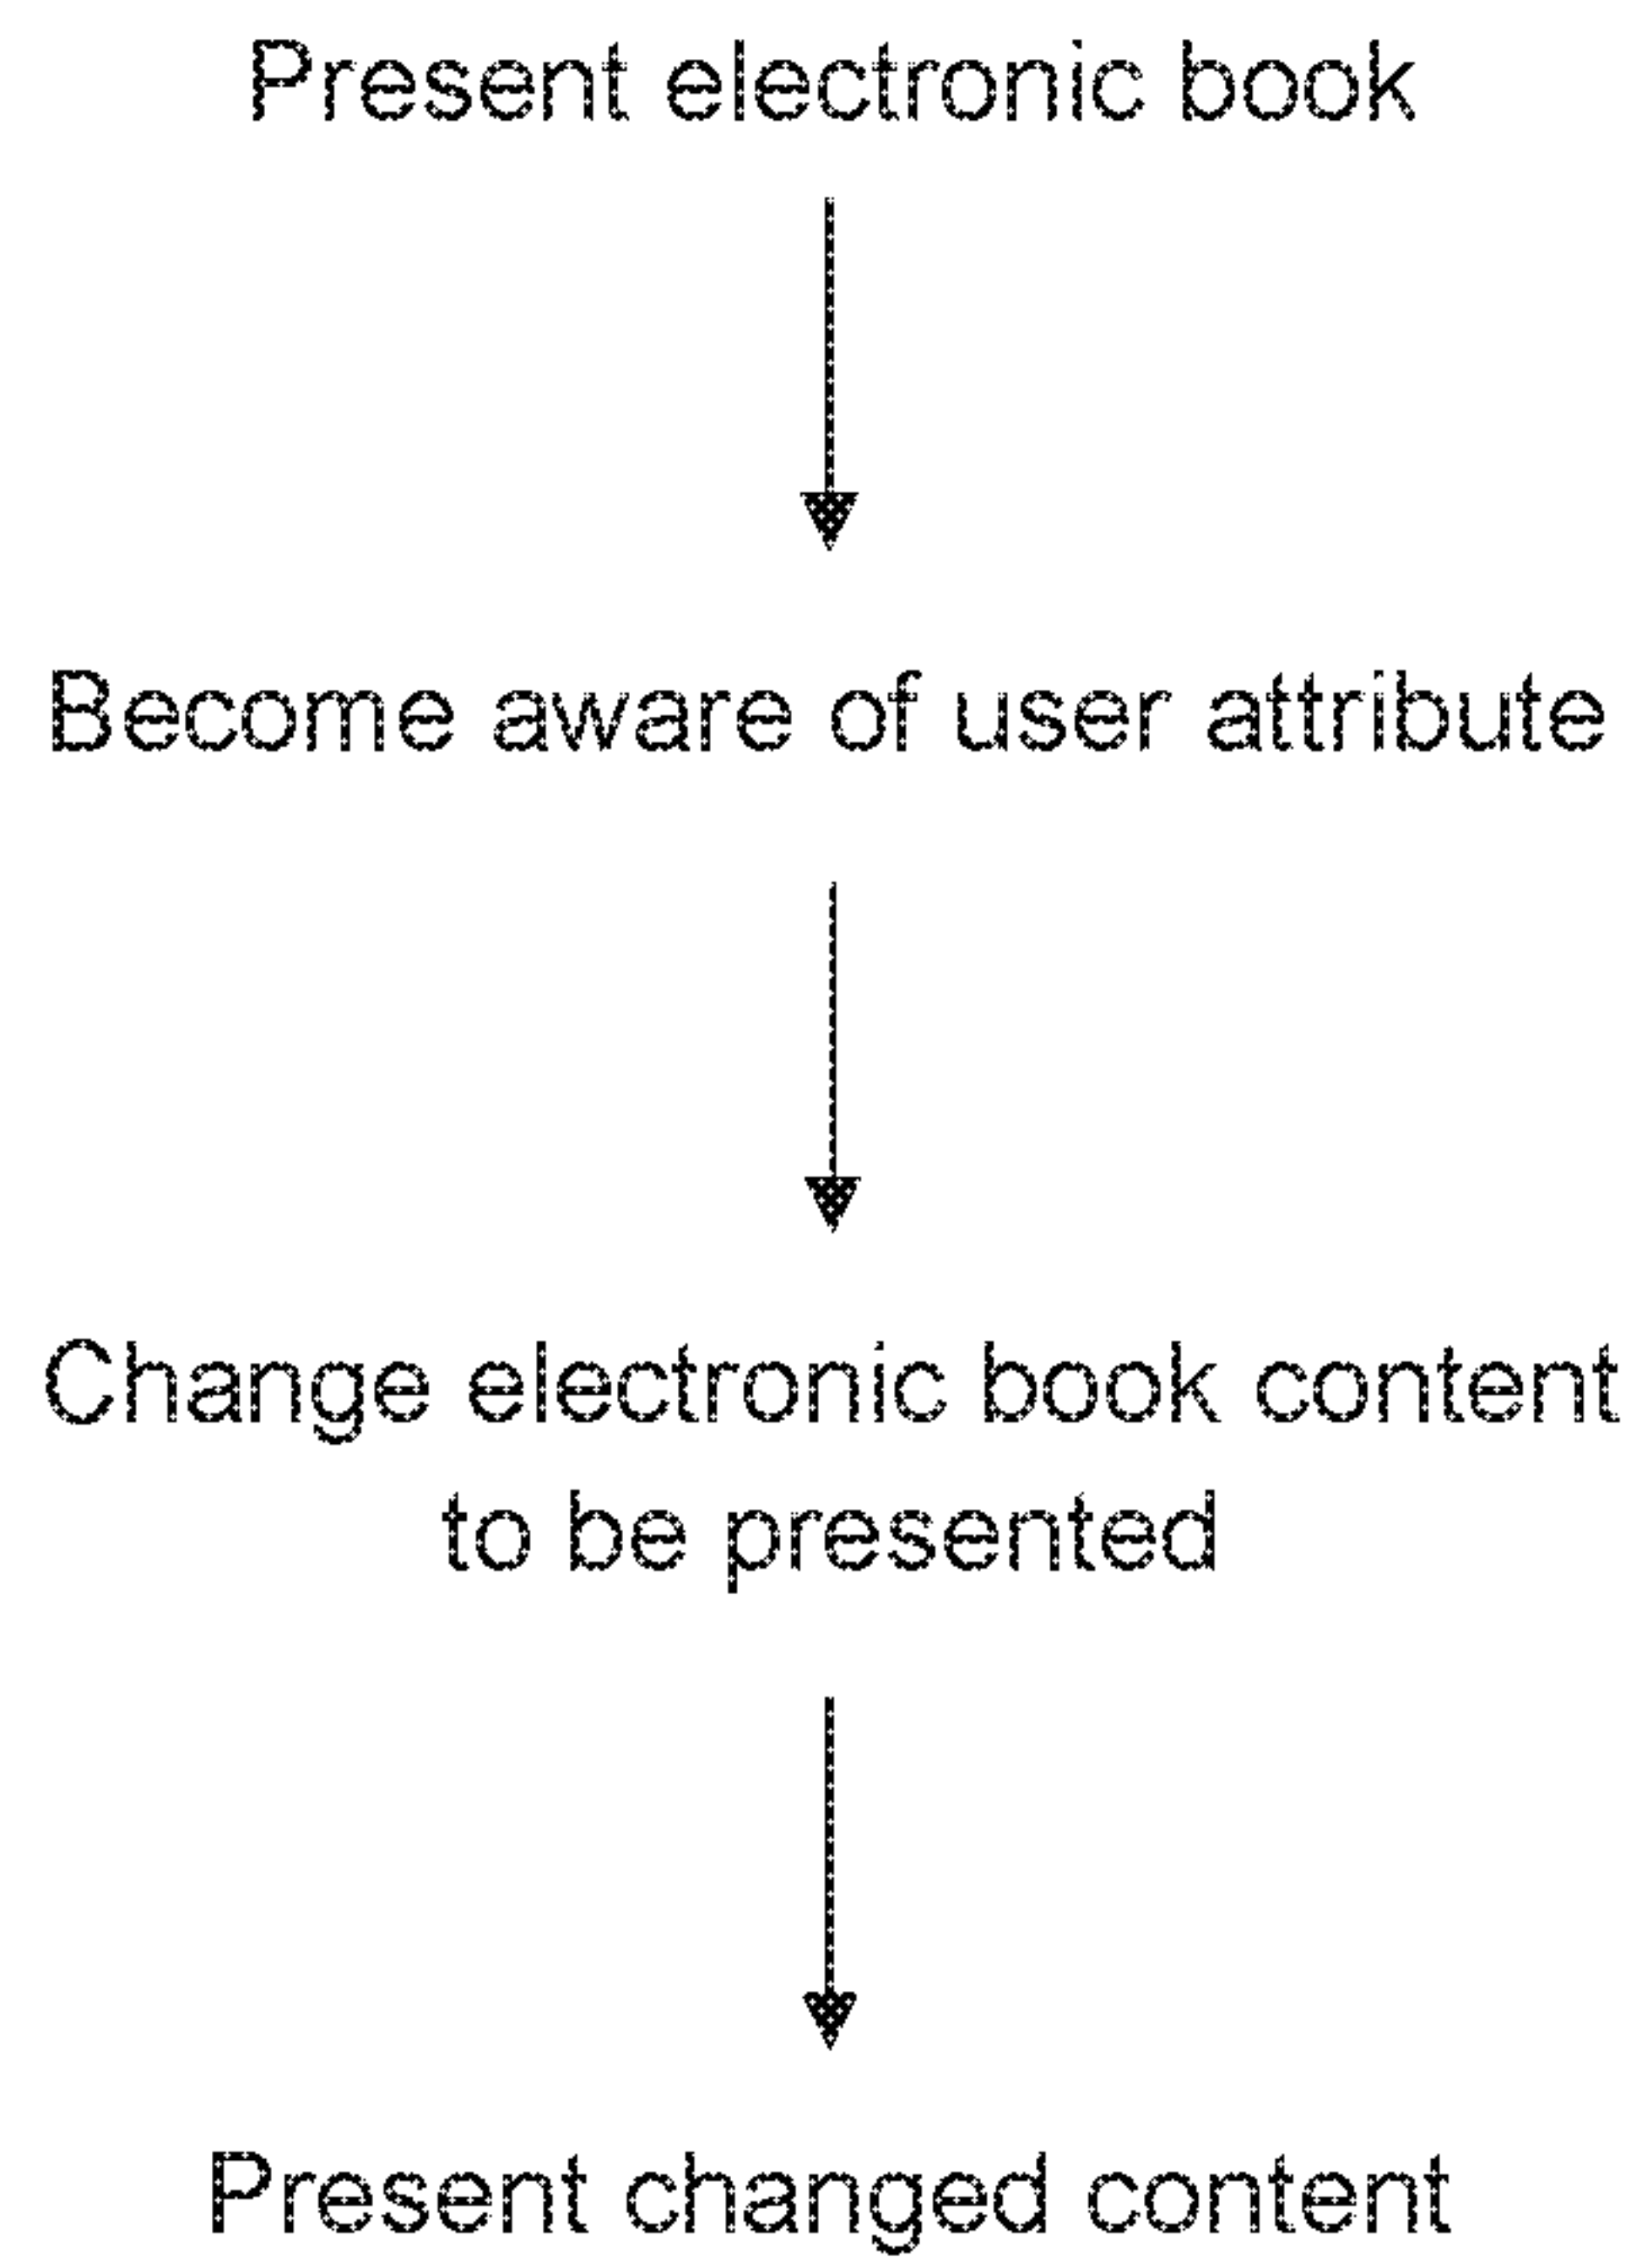 Present electronic book
Become aware of user attribute
Change electronic book content
to be presented
Present changed content